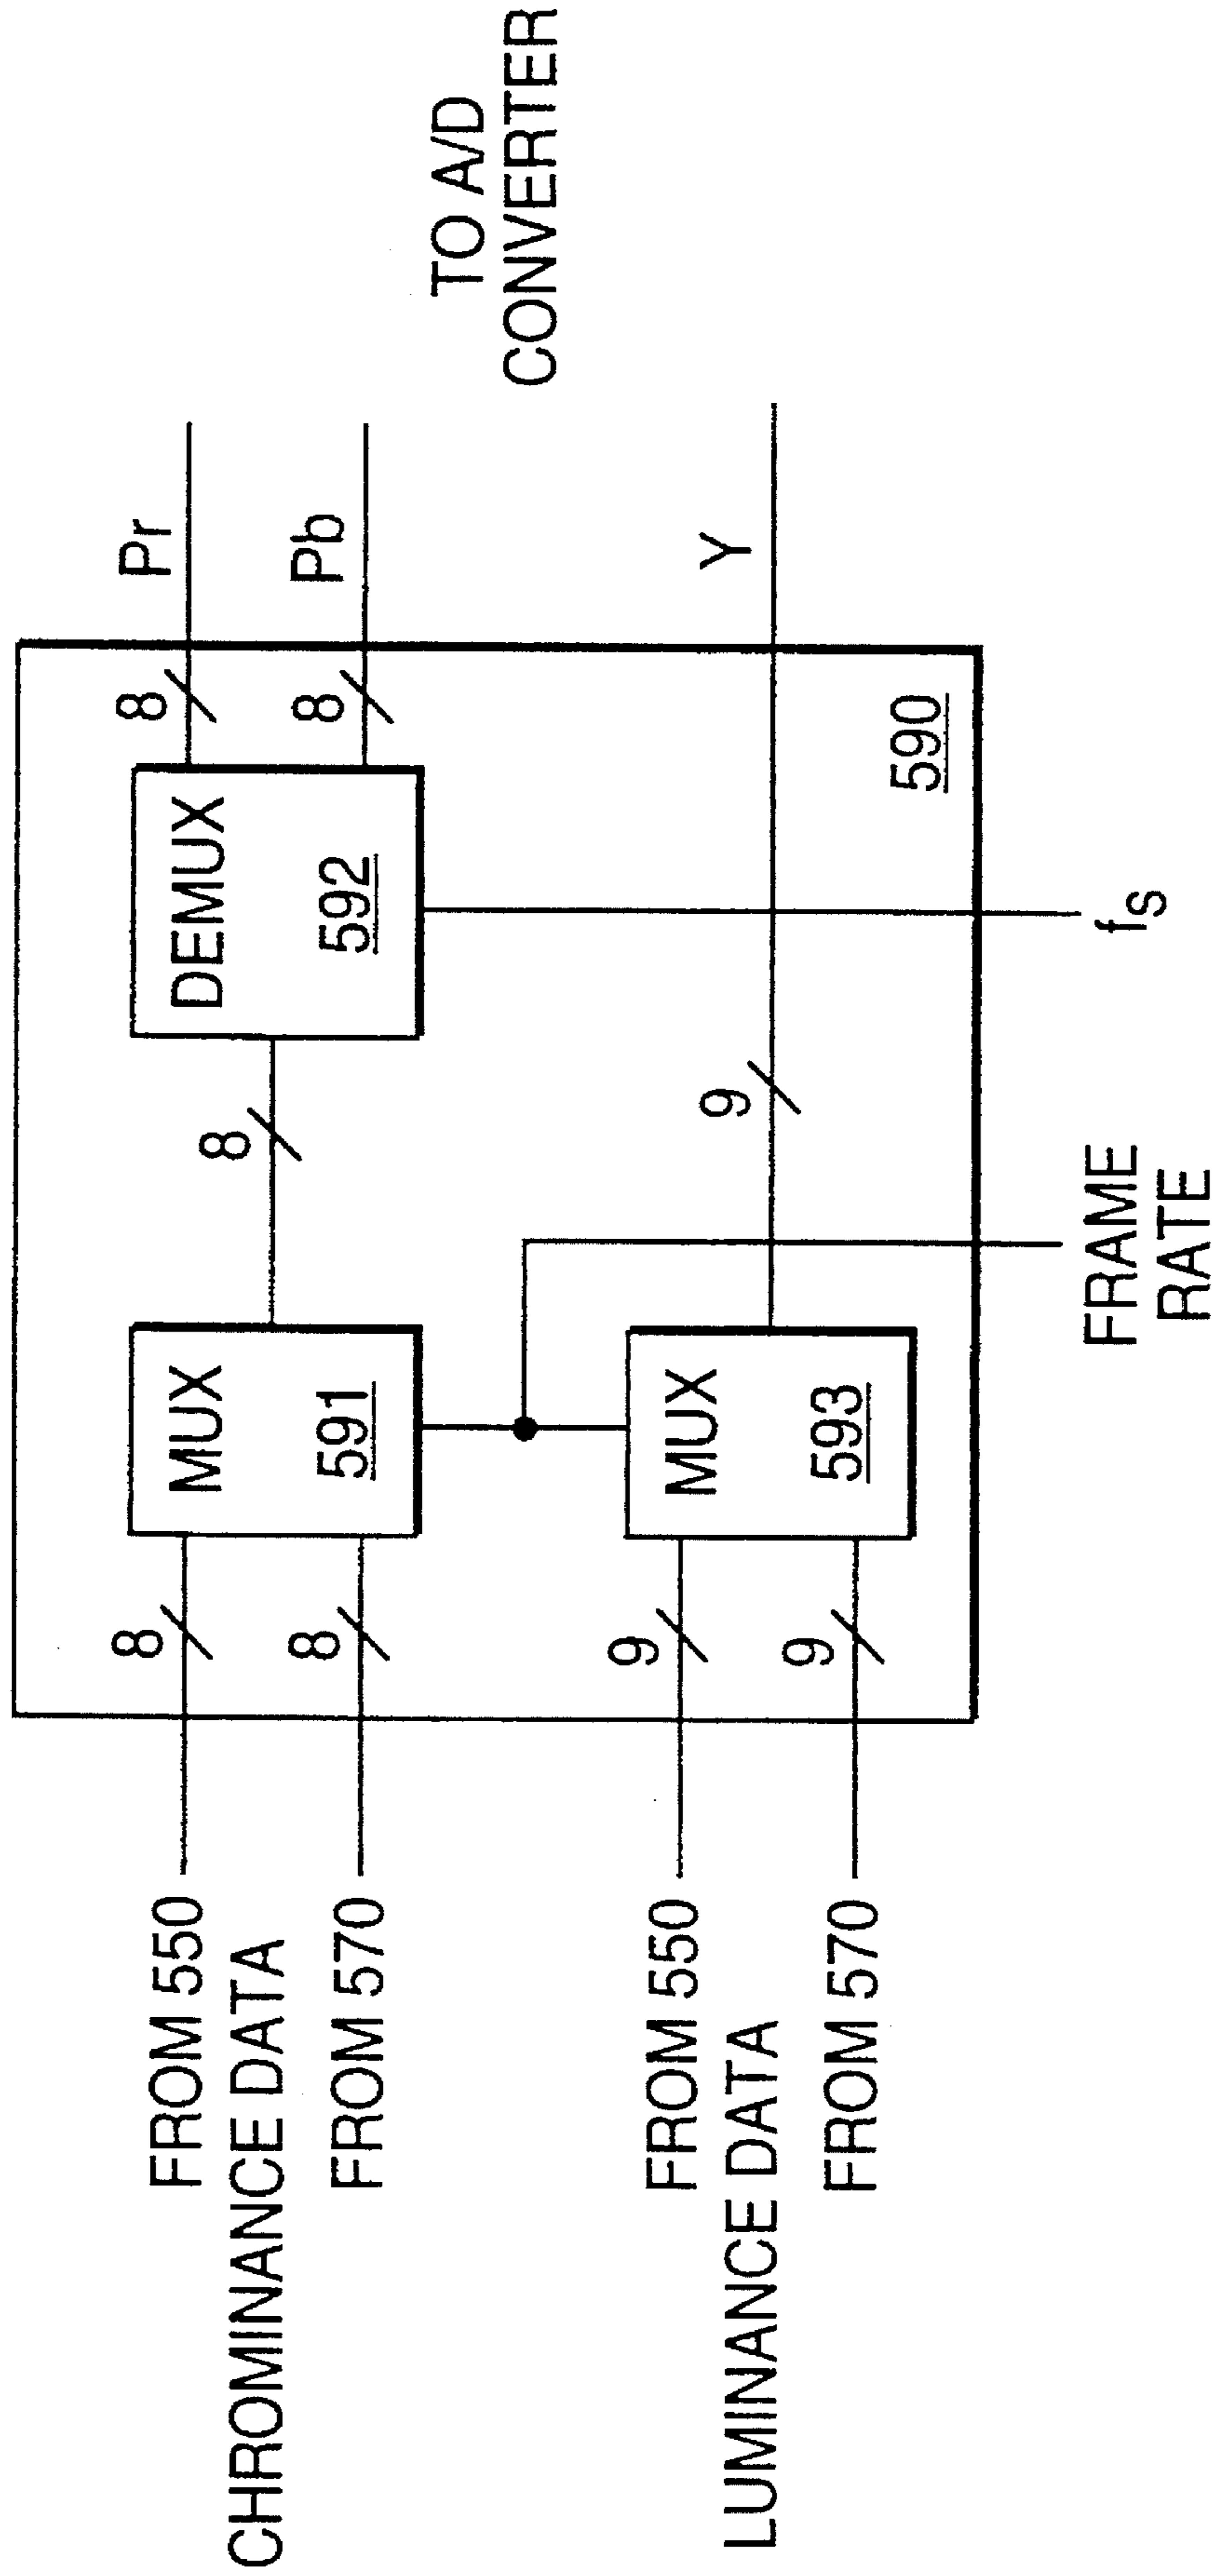 FROM 550
CHROMINANCE DATA
FROM 570
FROM 550
LUMINANCE DATA
FROM 570
8
8
9
9
MUX
591
MUX
593
8
9
DEMUX
592
8
8
590
Pr
Pb
Y
TO A/D
CONVERTER
FRAME
RATE
fS